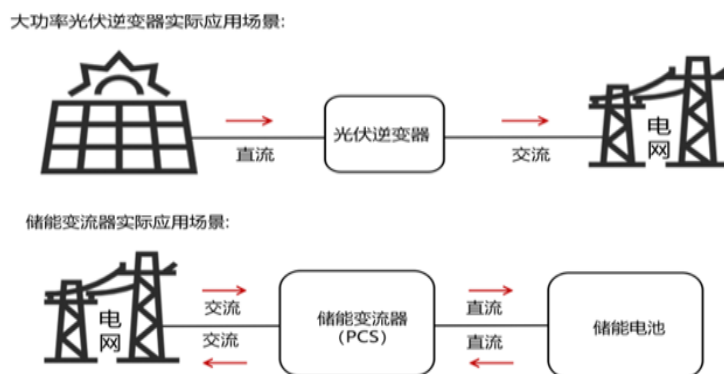 大功率光伏逆变器实际应用场景:
直流
光伏逆变器
交流
电
网
储能变流器实际应用场景:
电
网
交流
交流
储能变流器
(PCS)
直流
直流
储能电池